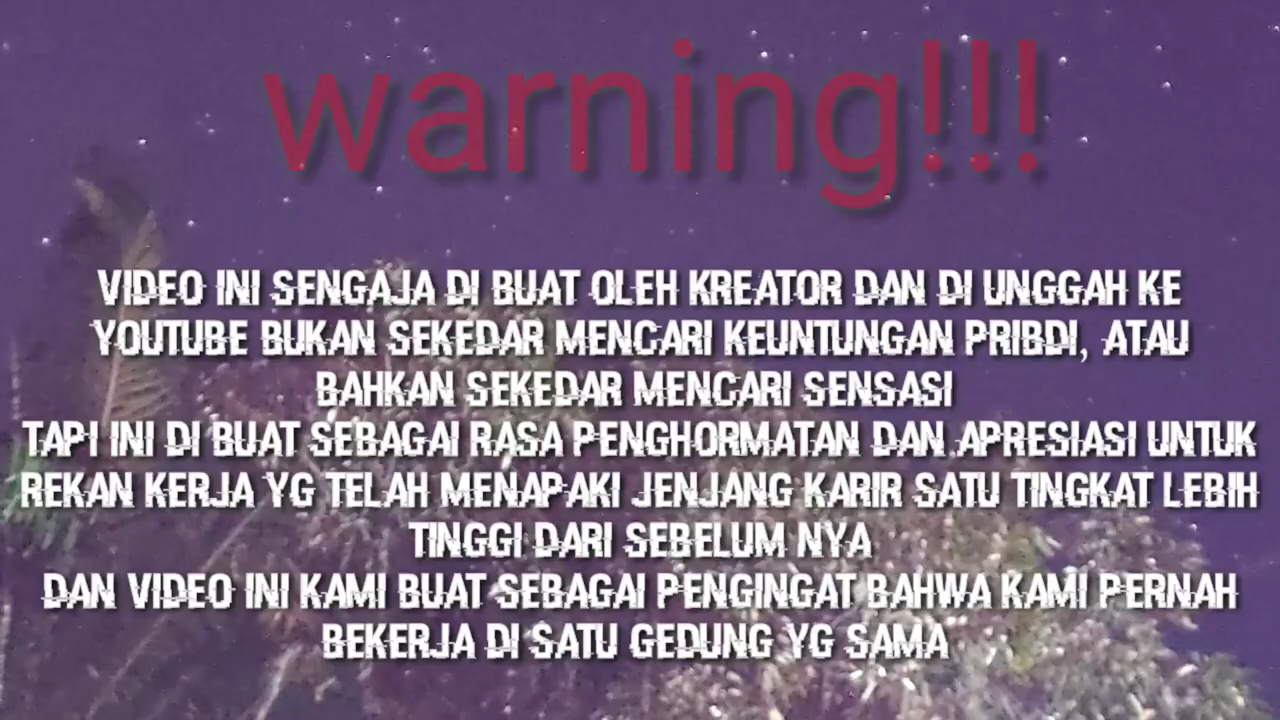 warning!!!
VIDEO INI SENGAJA DI BUAT OLEH KREATOR DAN DI UNGGAH KE
YOUTUBE BUKAN SEKEDAR MENCARI KEUNTUNGAN PRIBDI, ATAU
BAHKAN SEKEDAR MENCARI SENSASI
TAPI INI DI BUAT SEBAGAI RASA PENGHORMATAN DAN APRESIASI UNTUK
REKAN KERJA YG TELAH MENAPAKI JENJANG KARIR SATU TINGKAT LEBIH
TINGGI DARI SEBELUM NYA
DAN VIDEO INI KAMI BUAT SEBAGAI PENGINGAT BAHWA KAMI PERNAH
BEKERJA DI SATU GEDUNG YG SAMA